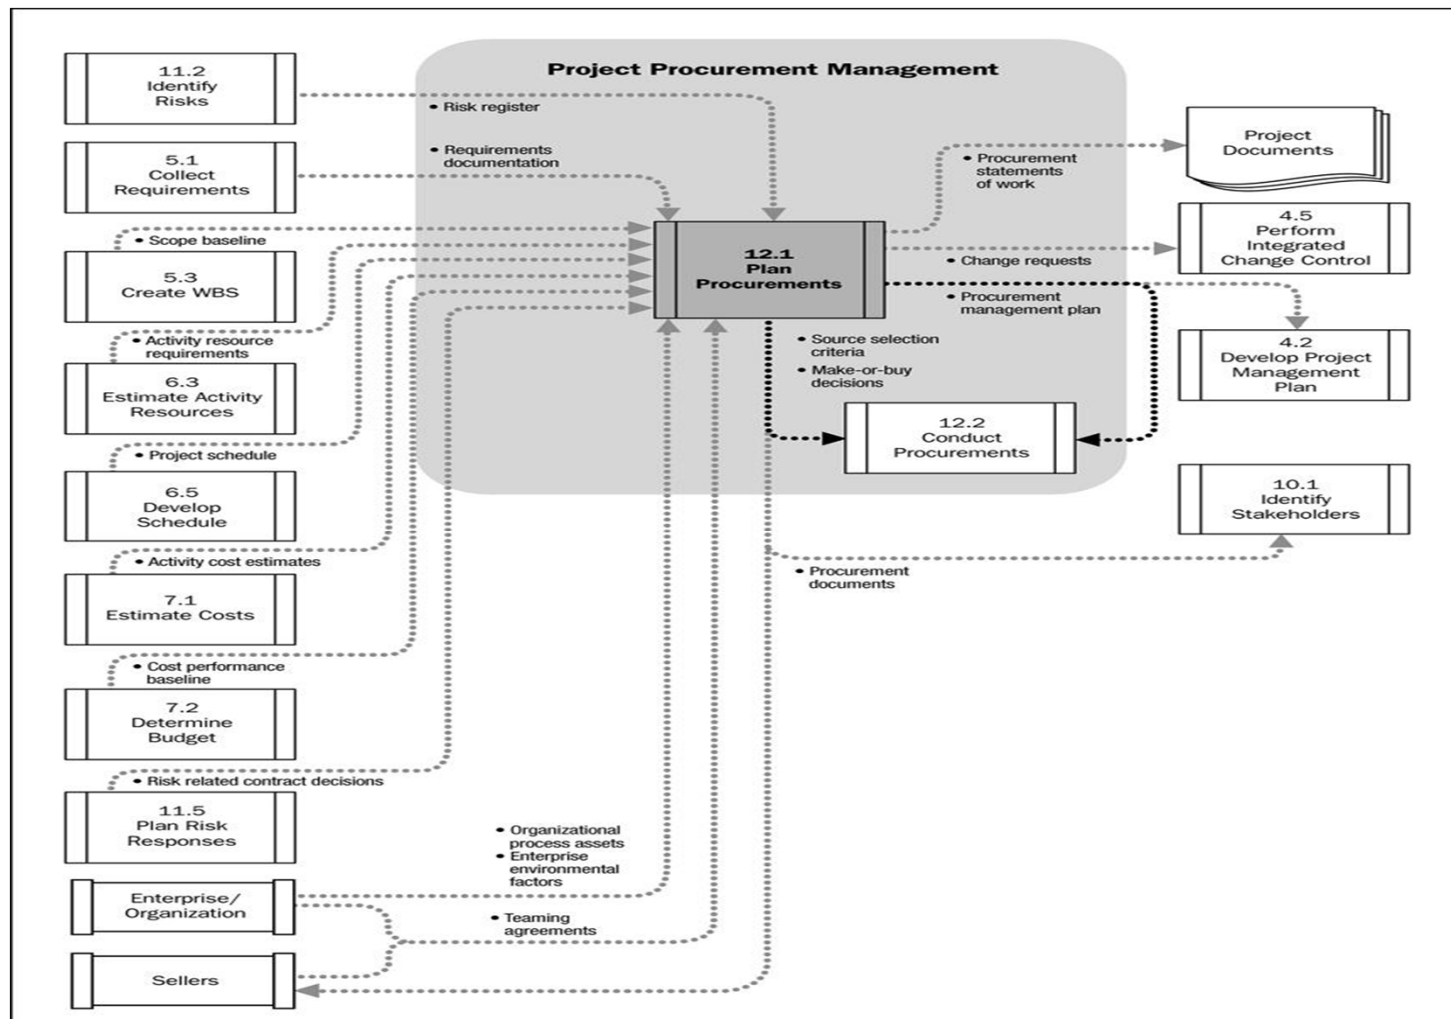 Project Procurement Management
11.2
Identify
Risks
• Risk register
5.1
Collect
Requirements
• Requirements
documentation
• Scope baseline
5.3
Create WBS
• Activity resource
requirements
6.3
Estimate Activity
Resources
• Project schedule
6.5
Develop
Schedule
• Activity cost estimates
7.1
Estimate Costs
• Cost performance
baseline
7.2
Determine
Budget
• Risk related contract decisions
11.5
Plan Risk
Responses
Enterprise/
Organization
• Organizational
process assets
• Enterprise
environmental
factors
• Teaming
agreements
Sellers
12.1
Plan
Procurements
• Source selection
criteria
• Make-or-buy
decisions
12.2
Conduct
Procurements
• Procurement
statements
of work
• Change requests
• Procurement
management plan
• Procurement
documents
Project
Documents
4.5
Perform
Integrated
Change Control
4.2
Develop Project
Management
Plan
10.1
Identify
Stakeholders